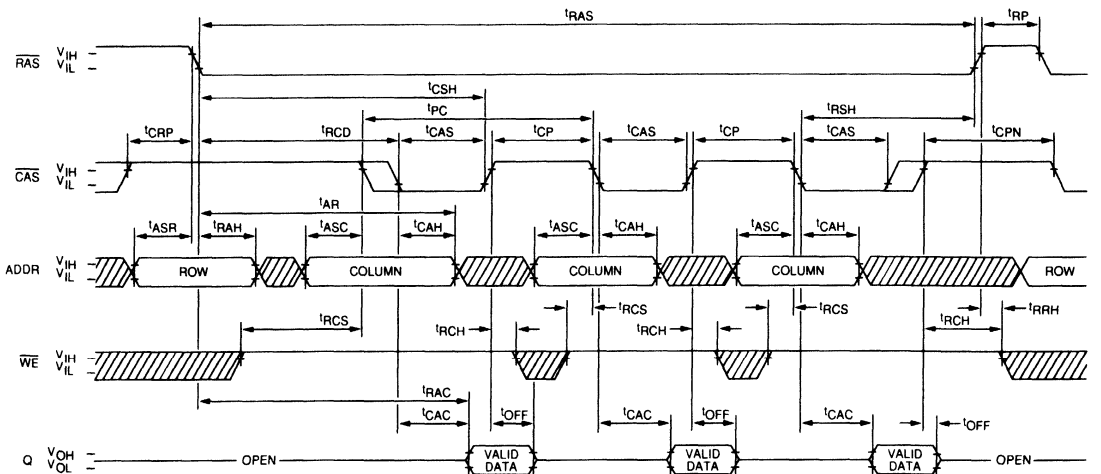 tRAS
tRP
RAS
VIH
VIL
tCSH
tPC
tRSH
tCRP
tRCD
tCAS
tCP
tCAS
tCP
tCAS
tCPN
CAS
VIH
VIL
tAR
tASR
tRAH
tASC
tCAH
tASC
tCAH
tASC
tCAH
ADDR
VIH
VIL
ROW
COLUMN
COLUMN
COLUMN
ROW
tRCS
tRCH
tRCS
tRCH
tRCS
tRCH
tRRH
WE
VIH
VIL
tRAC
tCAC
tOFF
tCAC
tOFF
tCAC
tOFF
Q
VOH
VOL
OPEN
VALID
DATA
VALID
DATA
VALID
DATA
OPEN